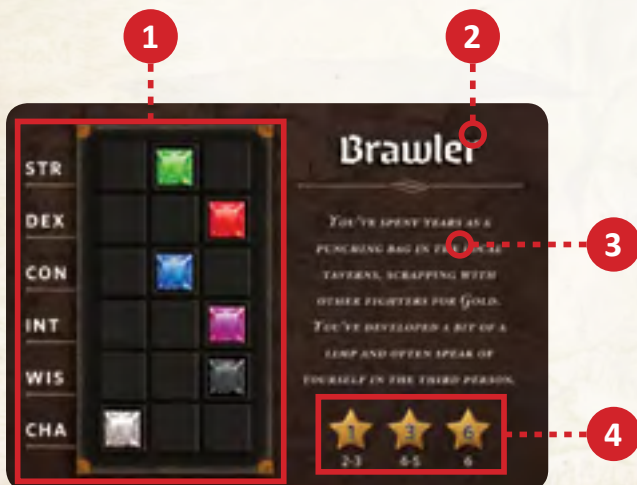 1
2
Brawler
STR
DEX
CON
INT
WIS
CHA
You've spent years as a
punching bag in the local
taverns, scrapping with
other fighters for Gold.
You've developed a bit of a
limp and often speak of
yourself in the third person.
3
1 3 6
2-3 4-5 6
4